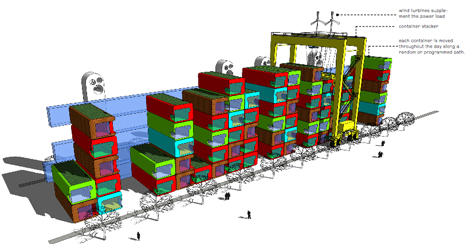 wind turbines supple-
ment the power load
container stacker
each container is moved
throughout the day along a
random or programmed path.